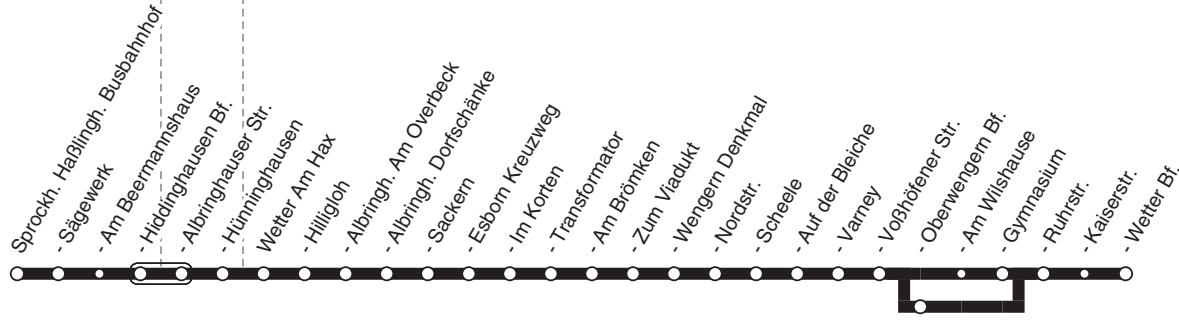 Sprockh. Haßlingh. Busbahnhof
- Sägewerk
- Am Beermannshaus
- Hiddinghausen Bf.
- Albringhauser Str.
- Hünninghausen
Wetter Am Hax
- Hilligloh
- Albringh. Am Overbeck
- Albringh. Dorfschänke
- Sackern
- Esborn Kreuzweg
- Im Korten
- Transformator
- Am Brömken
- Zum Viadukt
- Wengern Denkmal
- Nordstr.
- Scheele
- Auf der Bleiche
- Varney
- Voßhöfener Str.
- Oberwengern Bf.
- Am Wilshause
- Gymnasium
- Ruhrstr.
- Kaiserstr.
- Wetter Bf.